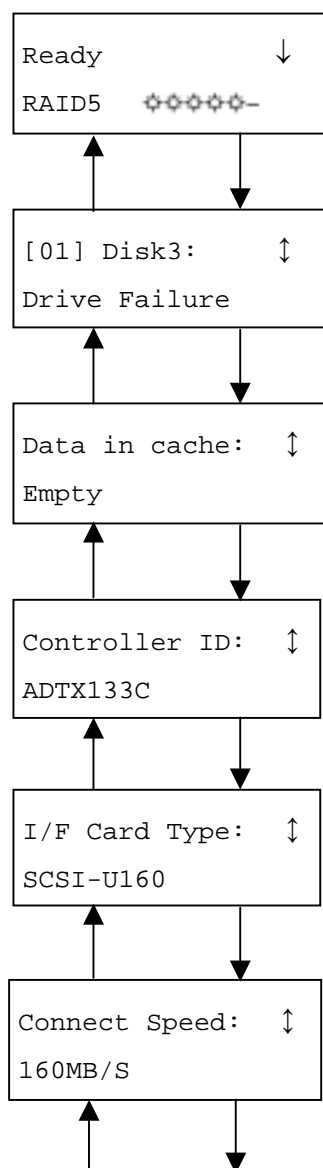 Ready ↓
RAID5 ☼☼☼☼☼-
[01] Disk3: ↕
Drive Failure
Data in cache: ↕
Empty
Controller ID: ↕
ADTX133C
I/F Card Type: ↕
SCSI-U160
Connect Speed: ↕
160MB/S